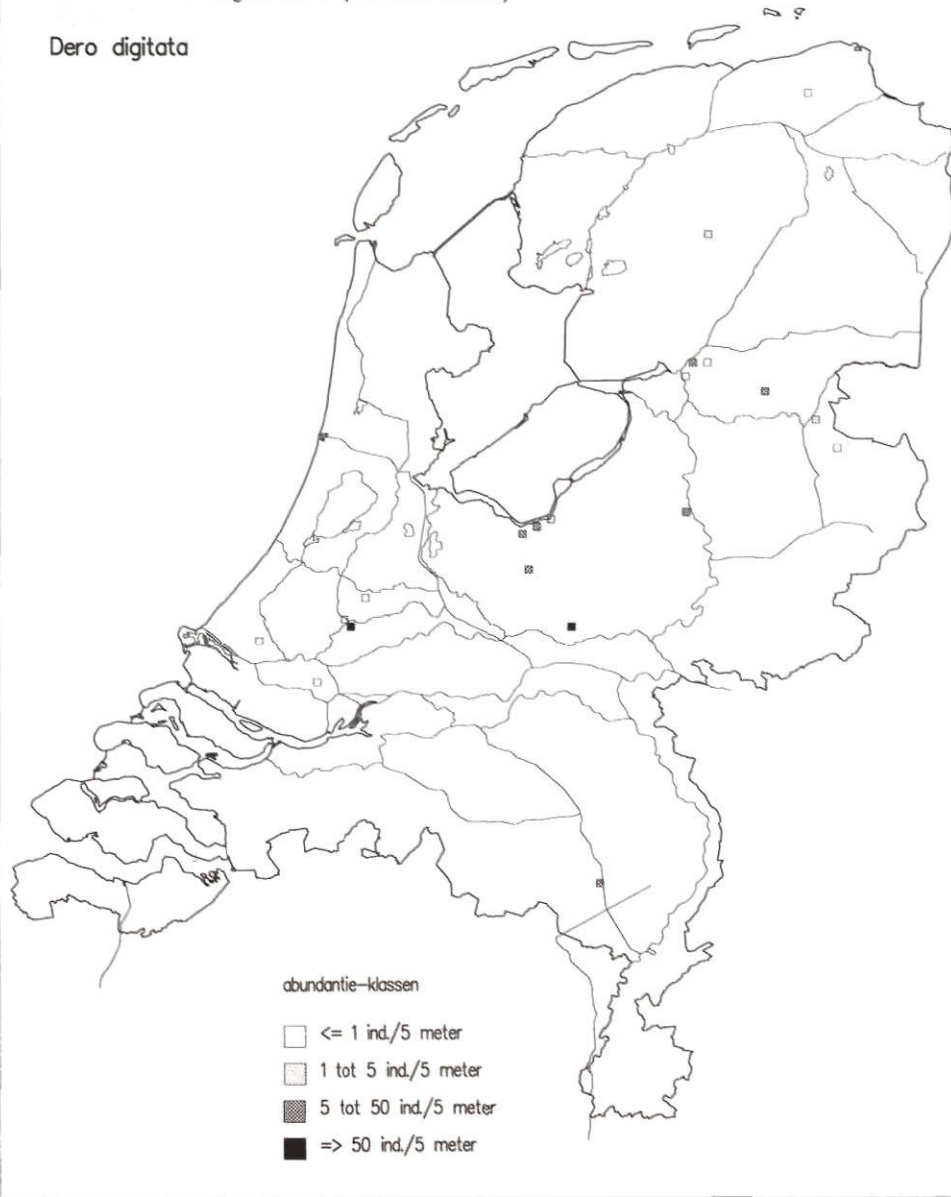 Dero digitata
abundantie-klassen
<= 1 ind./5 meter
1 tot 5 ind./5 meter
5 tot 50 ind./5 meter
=> 50 ind./5 meter